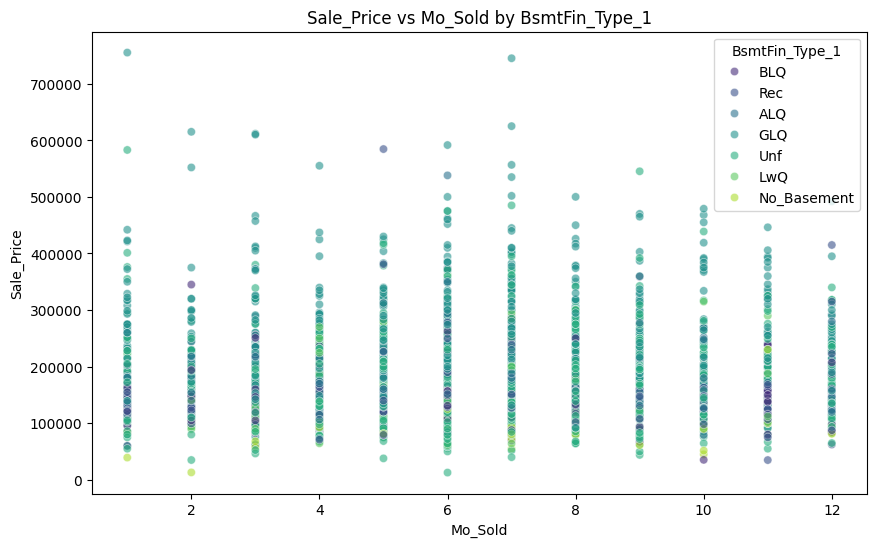 Sale_Price vs Mo_Sold by BsmtFin_Type_1
BsmtFin_Type_1
BLQ
Rec
ALQ
GLQ
Unf
LwQ
No_Basement
Sale_Price
700000
600000
500000
400000
300000
200000
100000
0
2
4
6
8
10
12
Mo_Sold